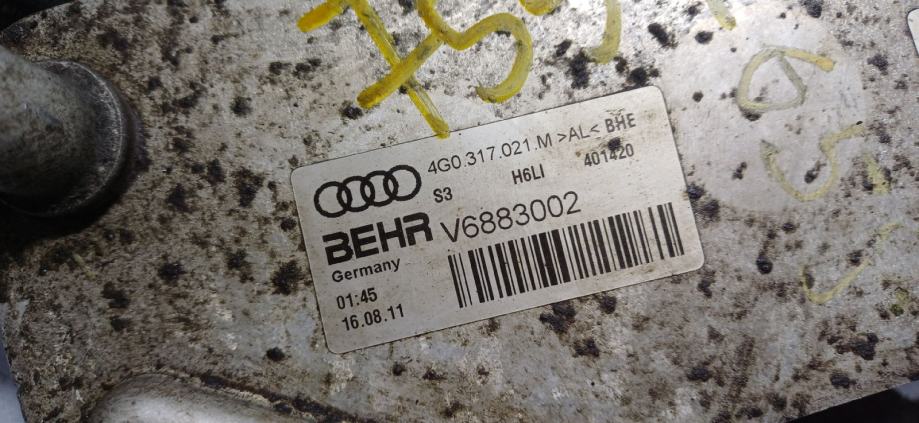 4G0.317.021.M >AL< BHE
S3 H6LI 401420
BEHR V6883002
Germany
01:45
16.08.11